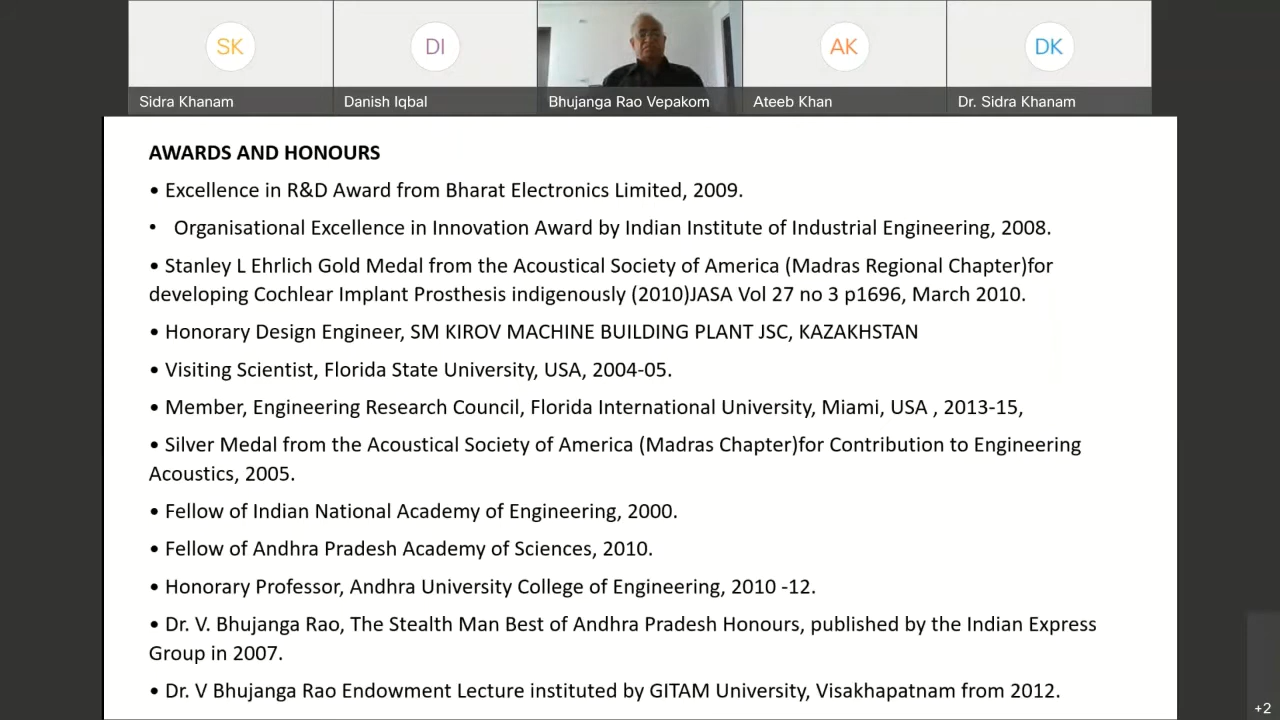 SK
DI
AK
DK
Sidra Khanam
Danish Iqbal
Bhujanga Rao Vepakom
Ateeb Khan
Dr. Sidra Khanam
AWARDS AND HONOURS
• Excellence in R&D Award from Bharat Electronics Limited, 2009.
• Organisational Excellence in Innovation Award by Indian Institute of Industrial Engineering, 2008.
• Stanley L Ehrlich Gold Medal from the Acoustical Society of America (Madras Regional Chapter)for
developing Cochlear Implant Prosthesis indigenously (2010)JASA Vol 27 no 3 p1696, March 2010.
• Honorary Design Engineer, SM KIROV MACHINE BUILDING PLANT JSC, KAZAKHSTAN
• Visiting Scientist, Florida State University, USA, 2004-05.
• Member, Engineering Research Council, Florida International University, Miami, USA , 2013-15,
• Silver Medal from the Acoustical Society of America (Madras Chapter)for Contribution to Engineering
Acoustics, 2005.
• Fellow of Indian National Academy of Engineering, 2000.
• Fellow of Andhra Pradesh Academy of Sciences, 2010.
• Honorary Professor, Andhra University College of Engineering, 2010 -12.
• Dr. V. Bhujanga Rao, The Stealth Man Best of Andhra Pradesh Honours, published by the Indian Express
Group in 2007.
• Dr. V Bhujanga Rao Endowment Lecture instituted by GITAM University, Visakhapatnam from 2012.
+2